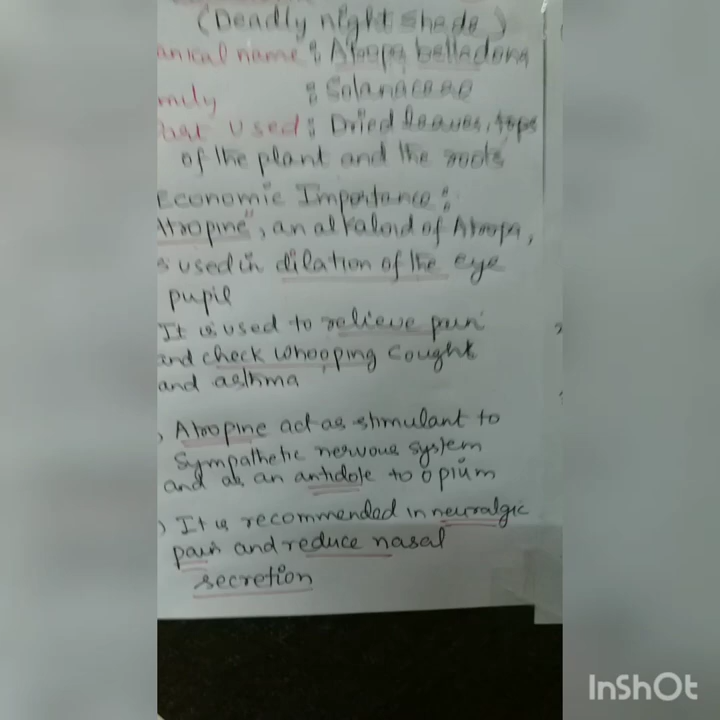 (Deadly night shade)
anical name : Atropa belladona
mily : Solanaceae
Part used : Dried leaves, tops
of the plant and the roots
Economic Importance :
Atropine", an alkaloid of Atropa,
s used in dilation of the eye
pupil
It is used to relieve pain
and check whooping cought
and asthma
, Atropine act as stimulant to
sympathetic nervous system
and as an antidote to opium
) It is recommended in neuralgic
pain and reduce nasal
secretion
InShOt